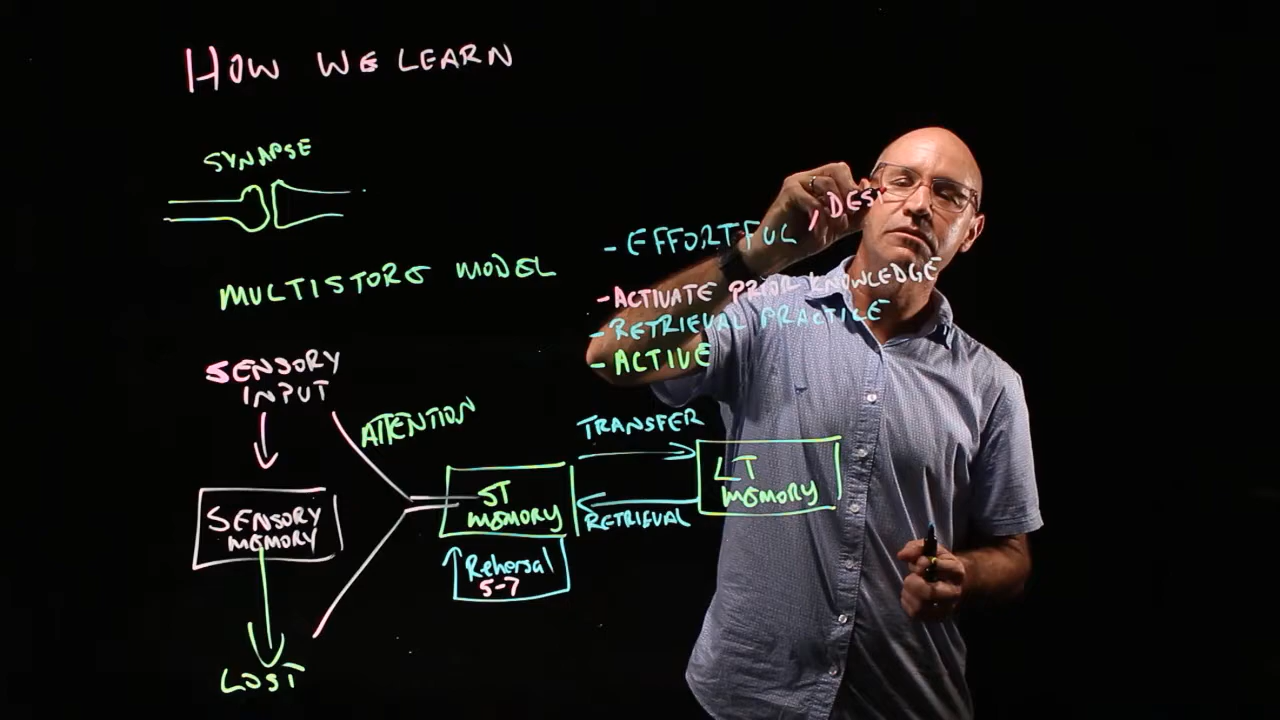 HOW WE LEARN
SYNAPSE
- EFFORTFUL , DESI
MULTISTORE MODEL
- ACTIVATE PRIOR KNOWLEDGE
- RETRIEVAL PRACTICE
- ACTIVE
SENSORY
INPUT
ATTENTION
TRANSFER
SENSORY
MEMORY
ST
MEMORY
LT
MEMORY
RETRIEVAL
Rehersal
5-7
LOST